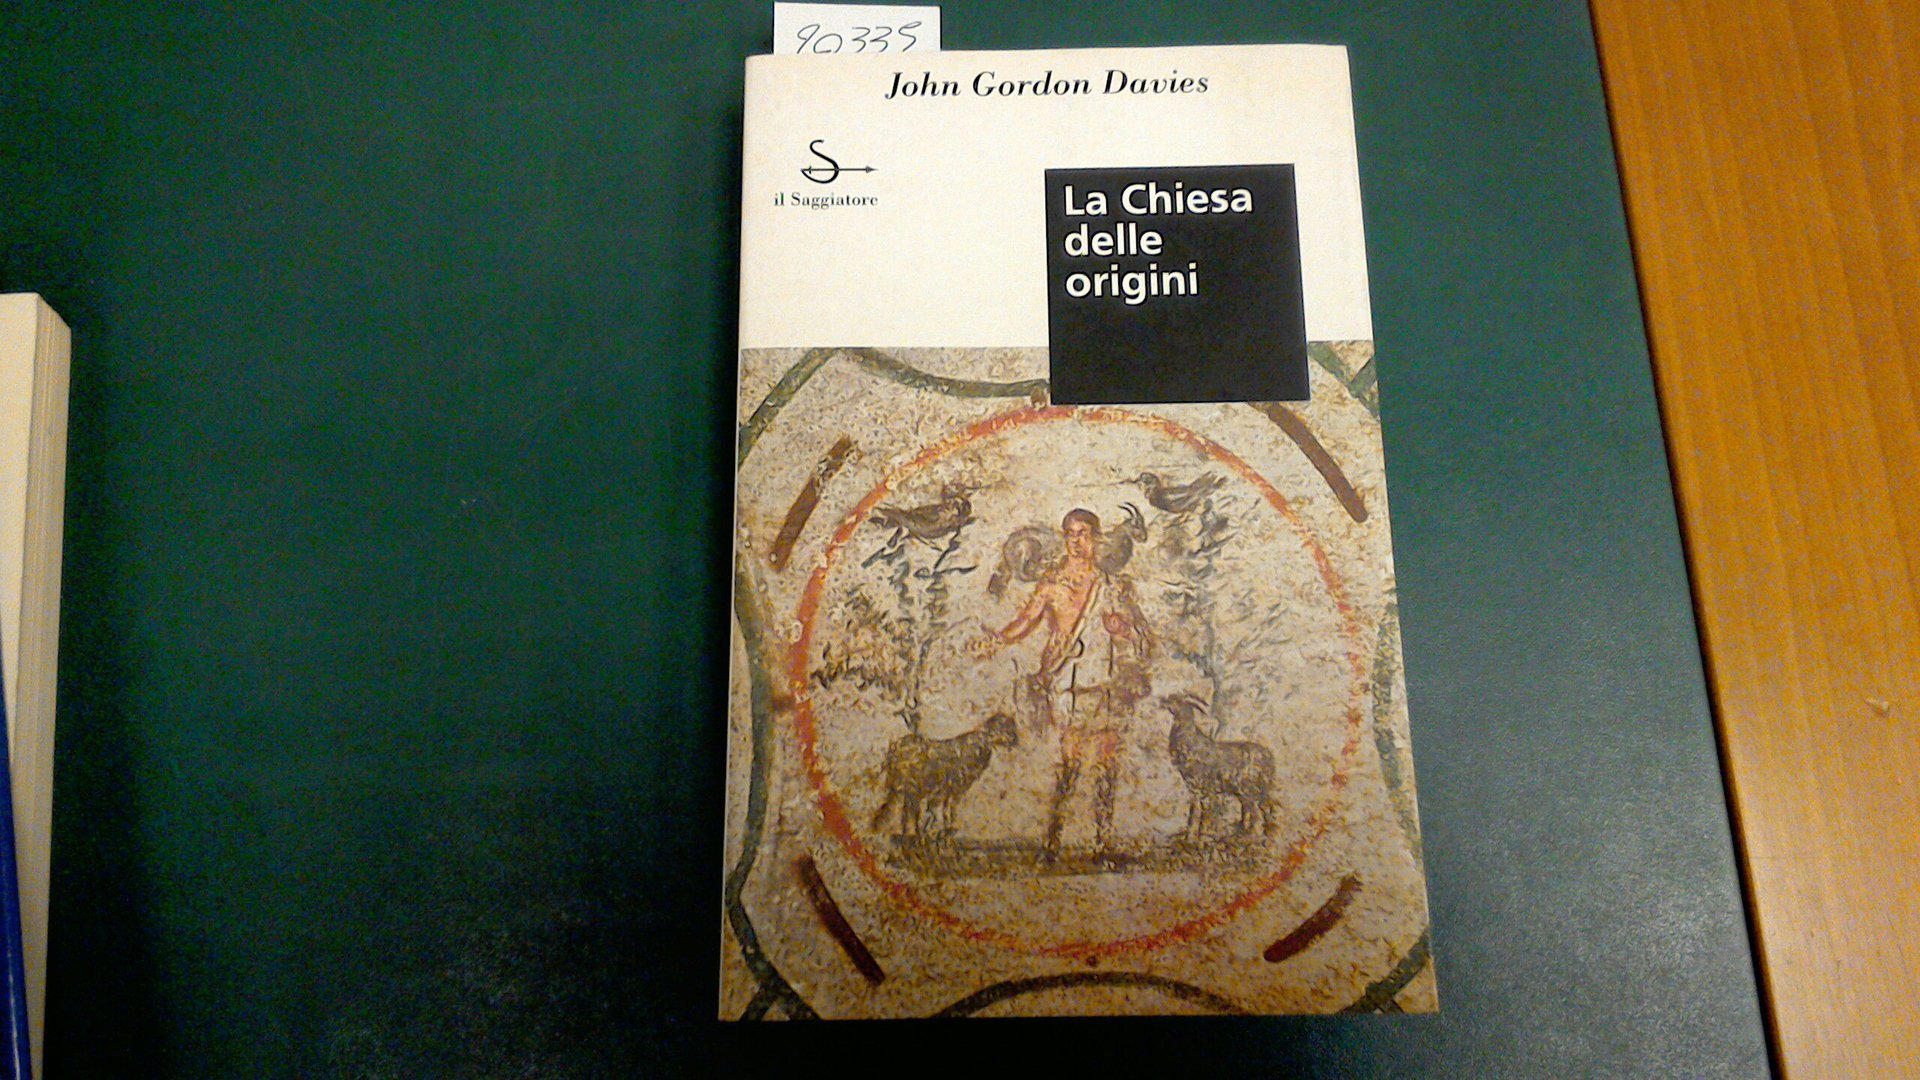 90335
John Gordon Davies
il Saggiatore
La Chiesa
delle
origini